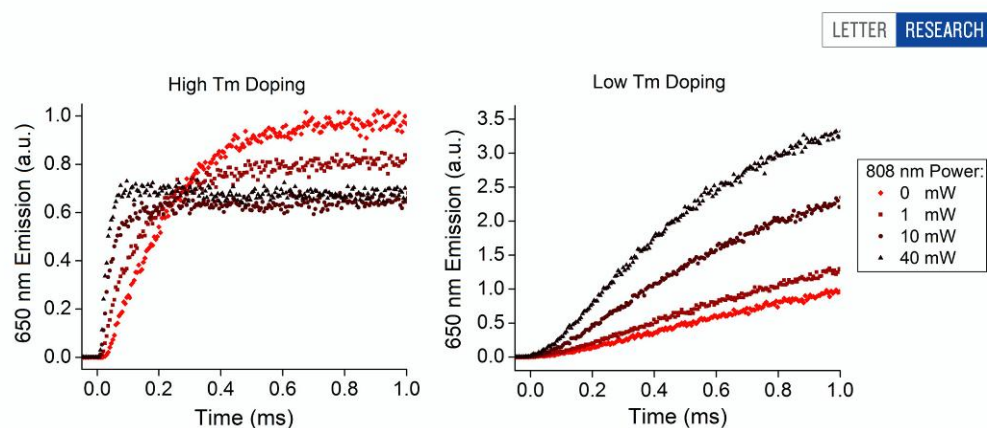 LETTER RESEARCH
High Tm Doping
650 nm Emission (a.u.)
1.0
0.8
0.6
0.4
0.2
0.0
0.0 0.2 0.4 0.6 0.8 1.0
Time (ms)
Low Tm Doping
650 nm Emission (a.u.)
3.5
3.0
2.5
2.0
1.5
1.0
0.5
0.0
0.0 0.2 0.4 0.6 0.8 1.0
Time (ms)
808 nm Power:
0 mW
1 mW
10 mW
40 mW